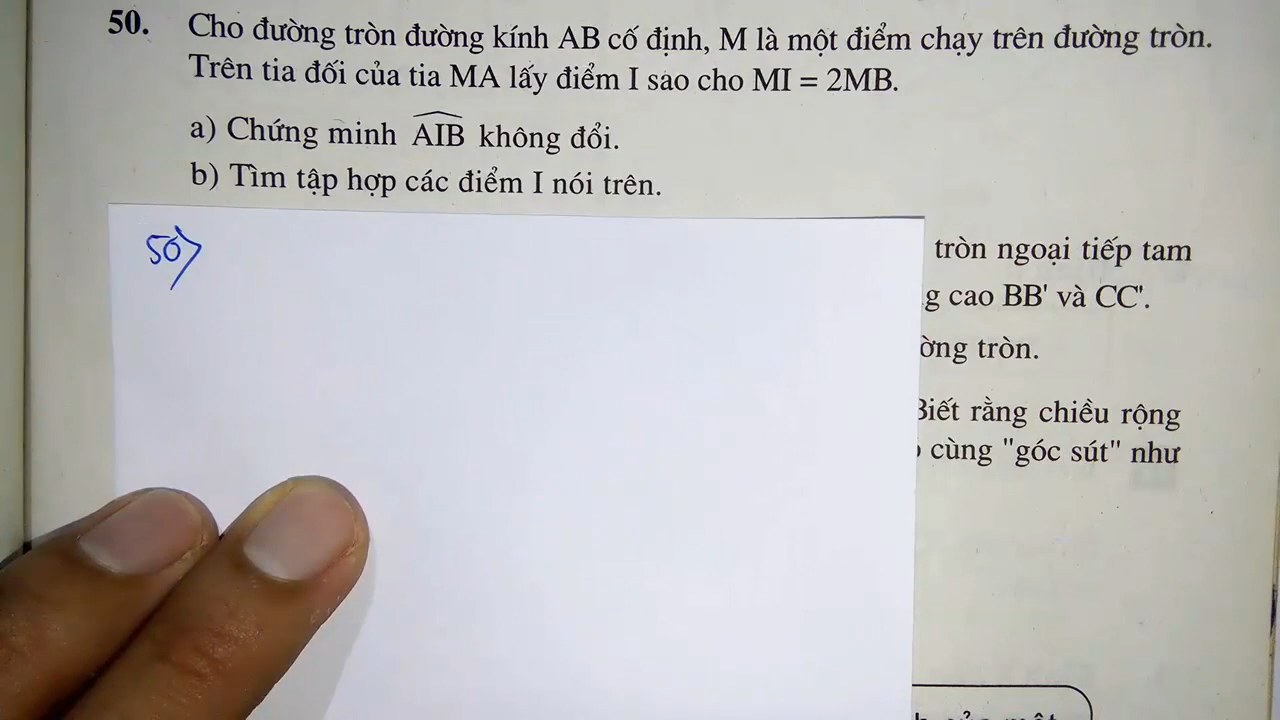 50. Cho đường tròn đường kính AB cố định, M là một điểm chạy trên đường tròn.
Trên tia đối của tia MA lấy điểm I sao cho MI = 2MB.
a) Chứng minh AIB không đổi.
b) Tìm tập hợp các điểm I nói trên.
50)
tròn ngoại tiếp tam
g cao BB' và CC'.
ờng tròn.
Biết rằng chiều rộng
cùng "góc sút" như